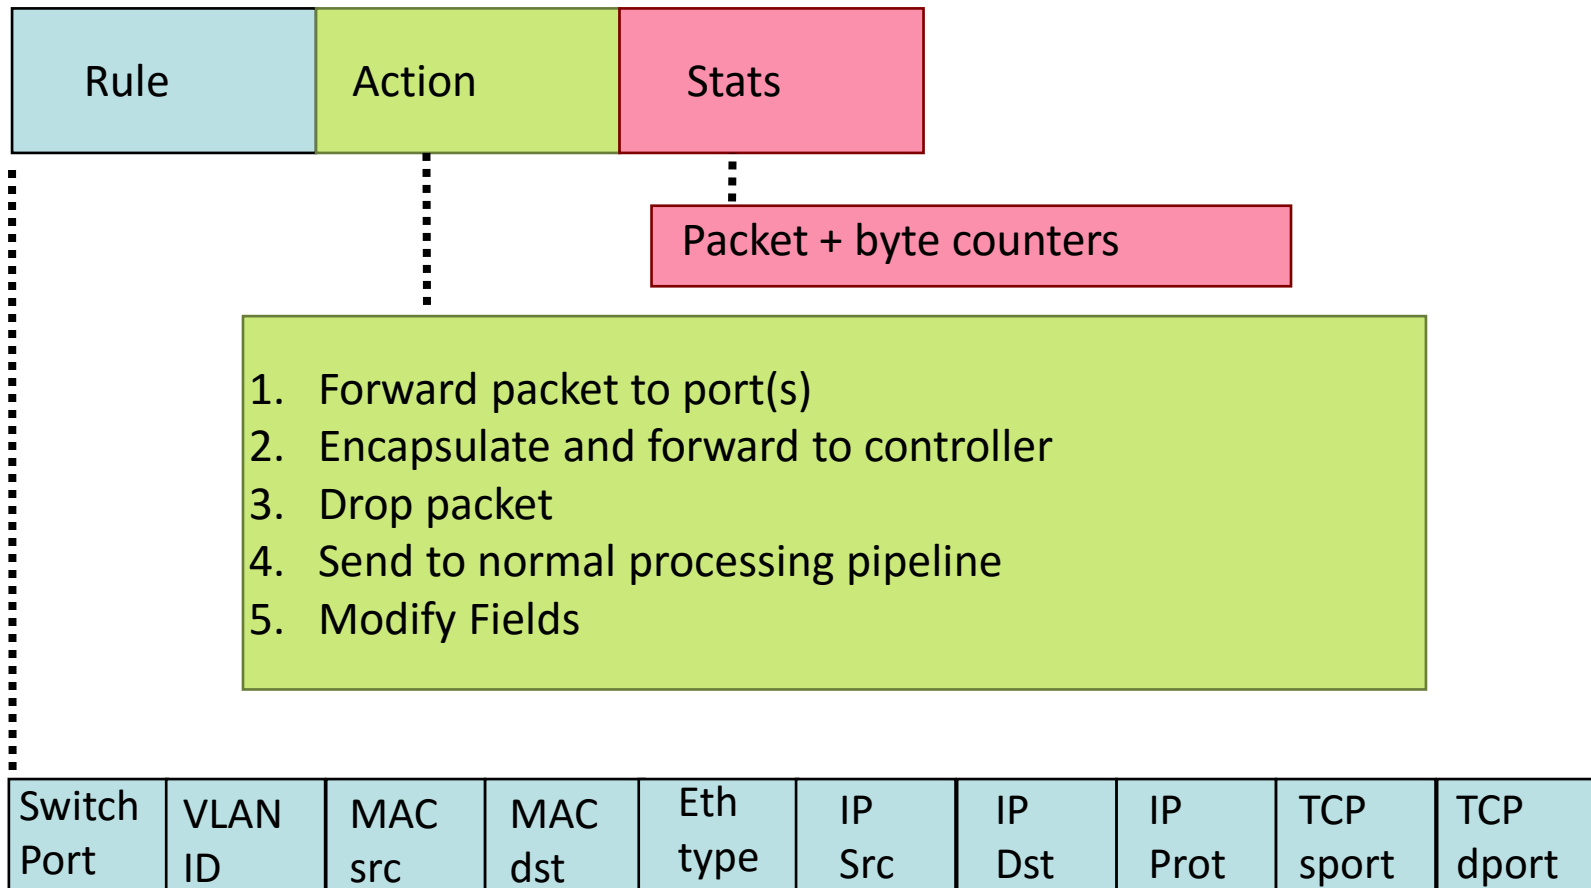 Rule Action Stats
Packet + byte counters
1. Forward packet to port(s)
2. Encapsulate and forward to controller
3. Drop packet
4. Send to normal processing pipeline
5. Modify Fields
Switch
Port
VLAN
ID
MAC
src
MAC
dst
Eth
type
IP
Src
IP
Dst
IP
Prot
TCP
sport
TCP
dport